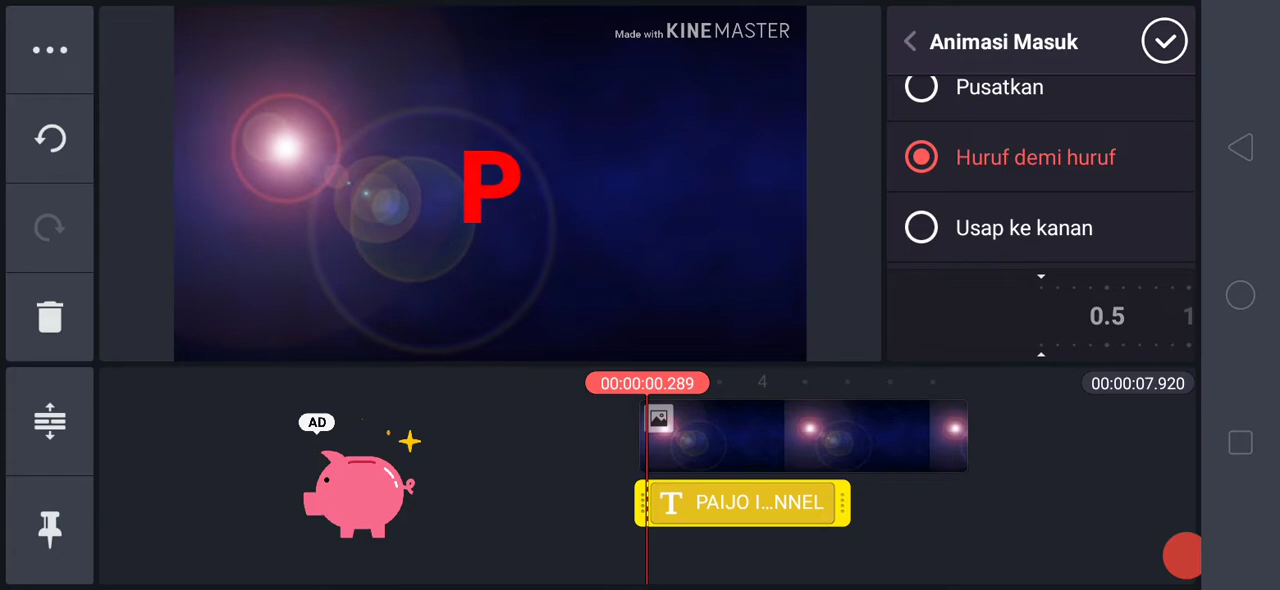 Made with KINEMASTER
Animasi Masuk
Pusatkan
P
Huruf demi huruf
Usap ke kanan
0.5
1
00:00:00.289
4
00:00:07.920
AD
T PAIJO I...NNEL